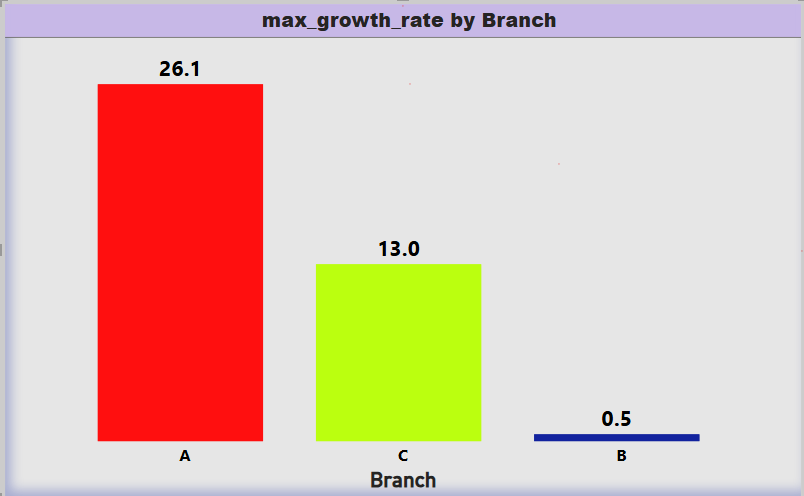 max_growth_rate by Branch
26.1
13.0
0.5
A C B
Branch